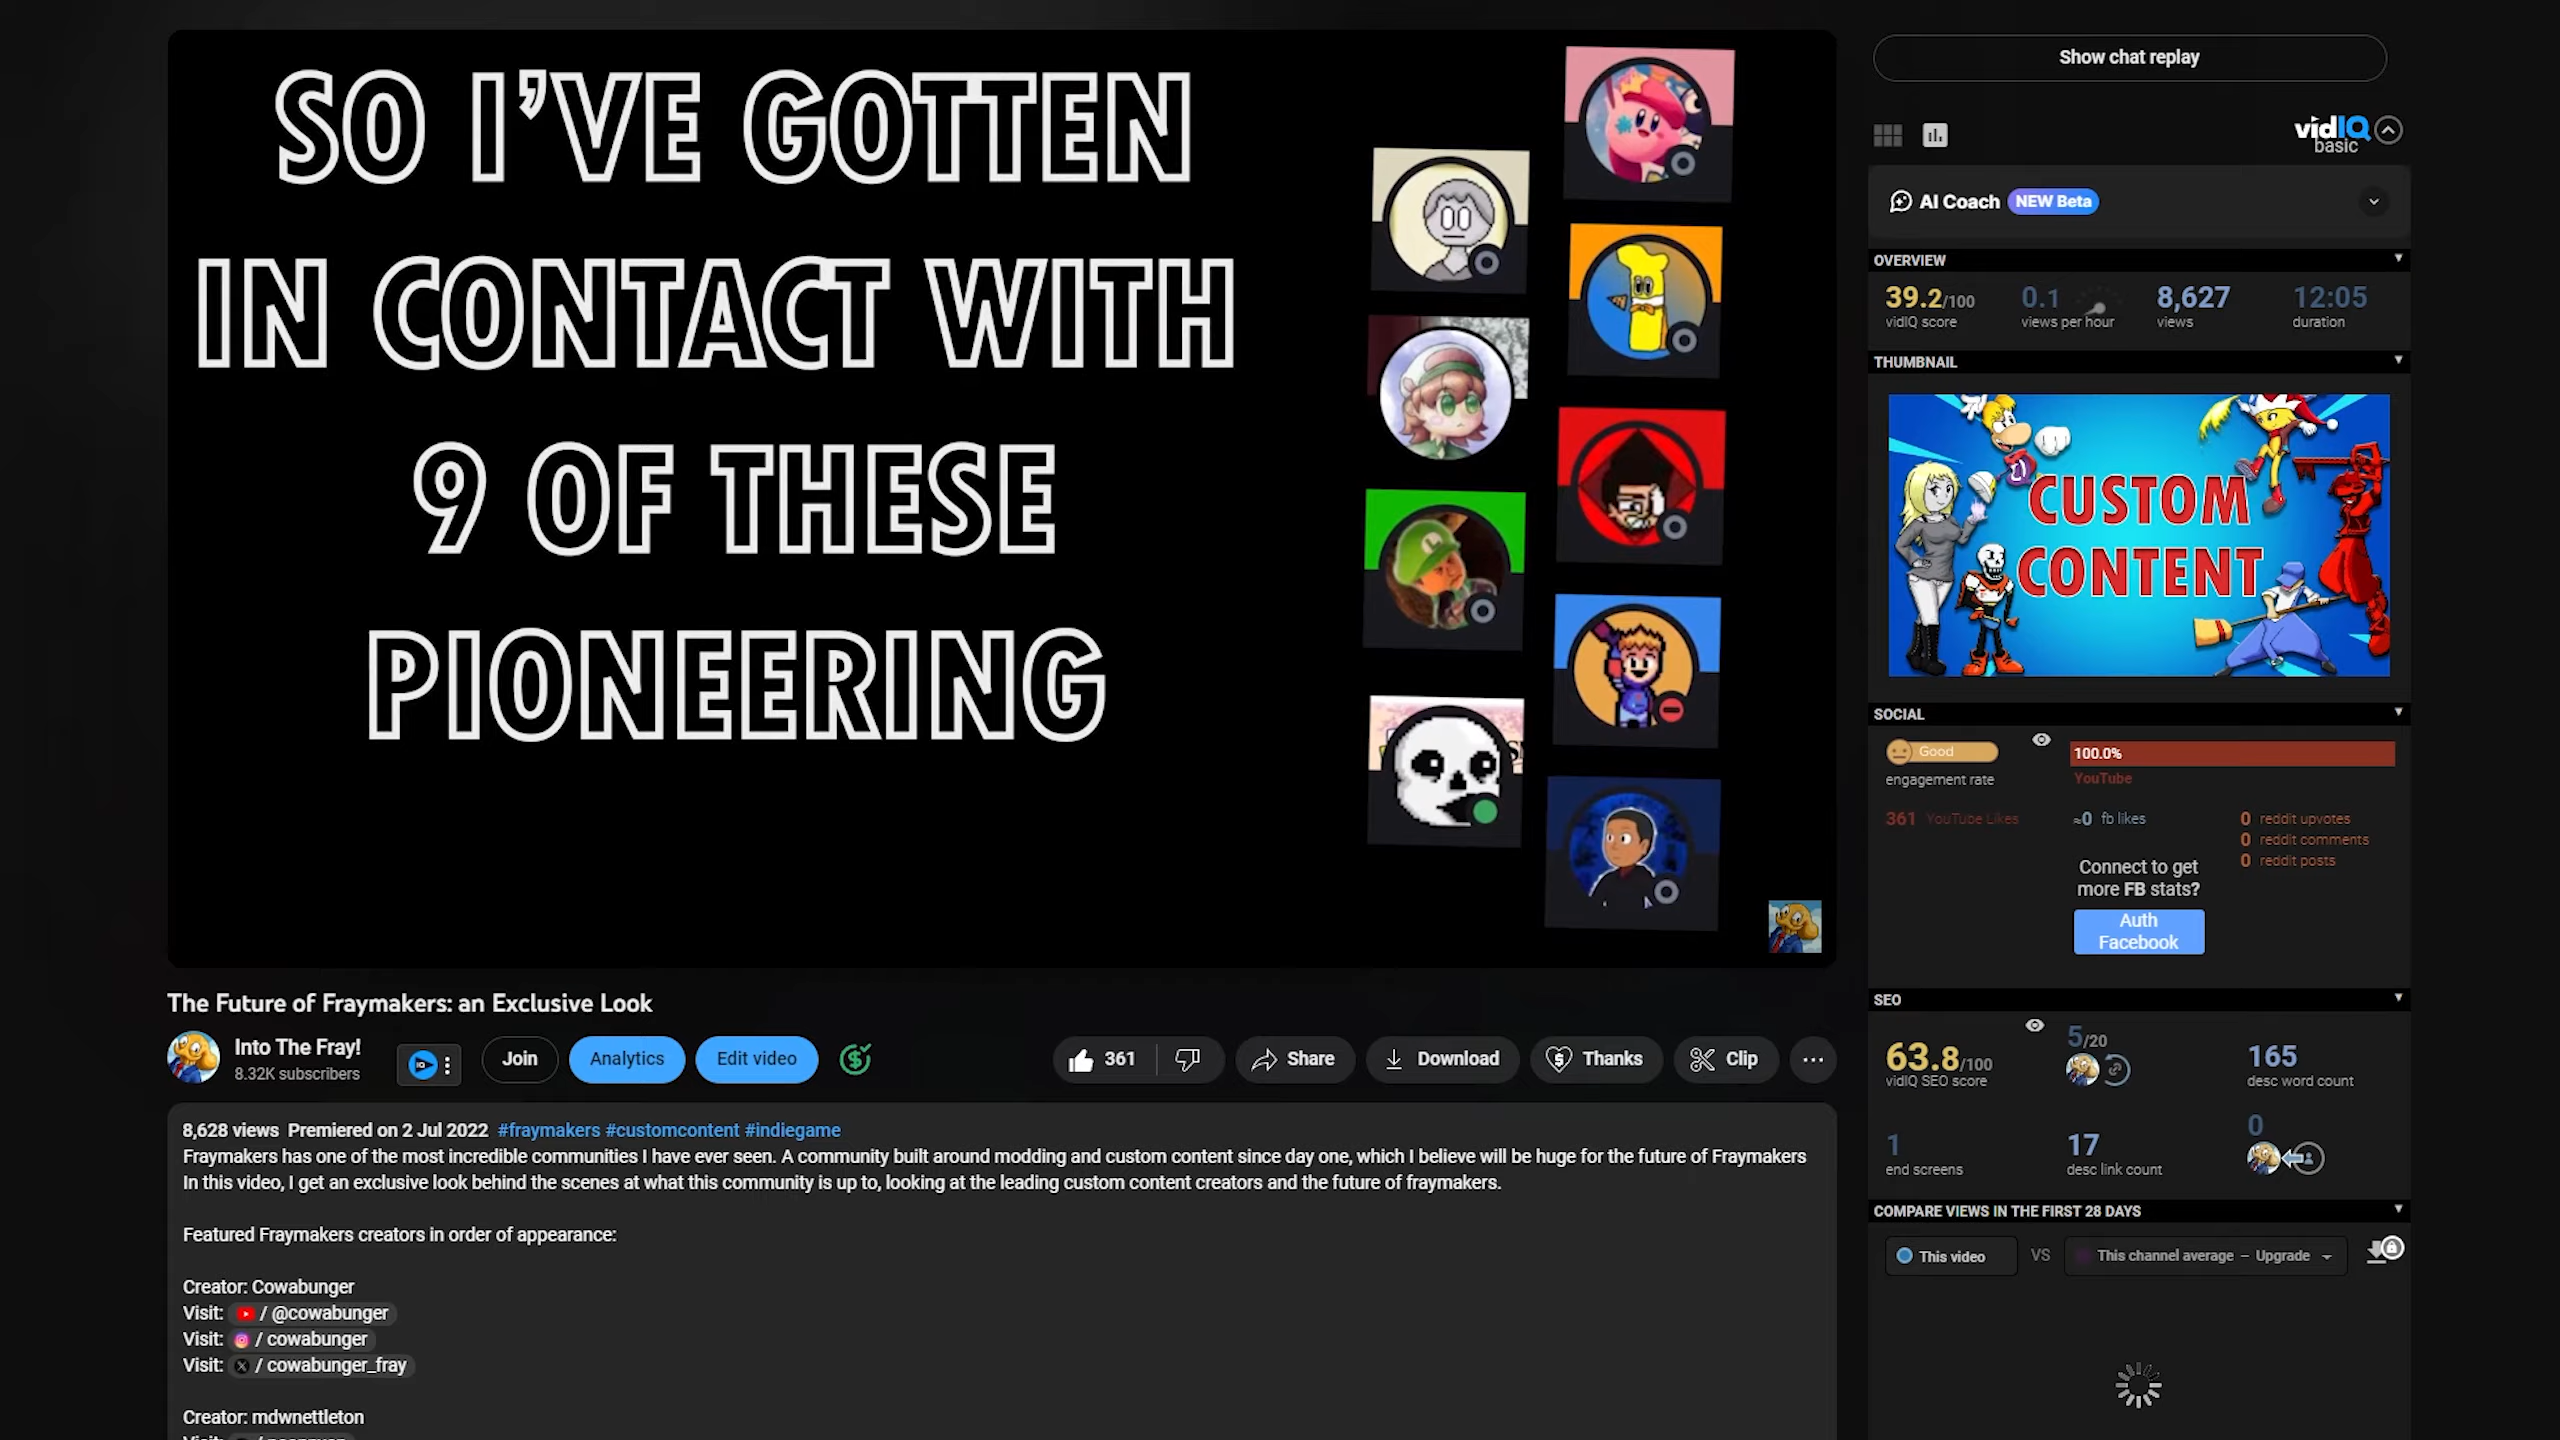 SO I'VE GOTTEN
IN CONTACT WITH
9 OF THESE
PIONEERING
The Future of Fraymakers: an Exclusive Look
Into The Fray!
8.32K subscribers
Join
Analytics
Edit video
361
Share
Download
Thanks
Clip
8,628 views Premiered on 2 Jul 2022 #fraymakers #customcontent #indiegame
Fraymakers has one of the most incredible communities I have ever seen. A community built around modding and custom content since day one, which I believe will be huge for the future of Fraymakers
In this video, I get an exclusive look behind the scenes at what this community is up to, looking at the leading custom content creators and the future of fraymakers.
Featured Fraymakers creators in order of appearance:
Creator: Cowabunger
Visit: / @cowabunger
Visit: / cowabunger
Visit: / cowabunger_fray
Creator: mdwnettleton
Show chat replay
vidIQ
basic
AI Coach NEW Beta
OVERVIEW
39.2/100 0.1 8,627 12:05
vidIQ score views per hour views duration
THUMBNAIL
CUSTOM
CONTENT
SOCIAL
Good
100.0%
engagement rate
YouTube
361 YouTube Likes
≈0 fb likes
0 reddit upvotes
0 reddit comments
0 reddit posts
Connect to get
more FB stats?
Auth
Facebook
SEO
63.8/100
vidIQ SEO score
5/20
165
desc word count
1
end screens
17
desc link count
0
COMPARE VIEWS IN THE FIRST 28 DAYS
This video VS This channel average – Upgrade